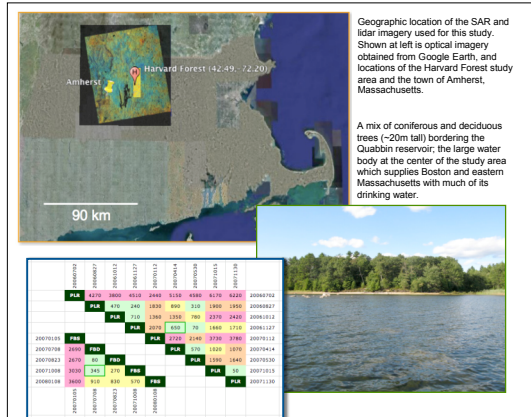 Geographic location of the SAR and
lidar imagery used for this study.
Shown at left is optical imagery
obtained from Google Earth, and
locations of the Harvard Forest study
area and the town of Amherst,
Massachusetts.
H
Harvard Forest (42.49,-72.20)
Amherst
90 km
A mix of coniferous and deciduous
trees (~20m tall) bordering the
Quabbin reservoir; the large water
body at the center of the study area
which supplies Boston and eastern
Massachusetts with much of its
drinking water.
20060702 20060827 20061012 20061127 20070112 20070414 20070530 20071015 20071130
PLR 4270 3800 4510 2440 5150 4580 6170 6220 20060702
PLR 470 240 1830 890 310 1900 1950 20060827
PLR 710 1360 1350 780 2370 2420 20061012
PLR 2070 650 70 1660 1710 20061127
20070105 FBS PLR 2720 2140 3730 3780 20070112
20070708 2690 FBD PLR 570 1020 1070 20070414
20070823 2670 80 FBD PLR 1590 1640 20070530
20071008 3030 345 270 FBD PLR 50 20071015
20080108 3600 910 830 570 FBS PLR 20071130
20070105 20070708 20070823 20071008 20080108